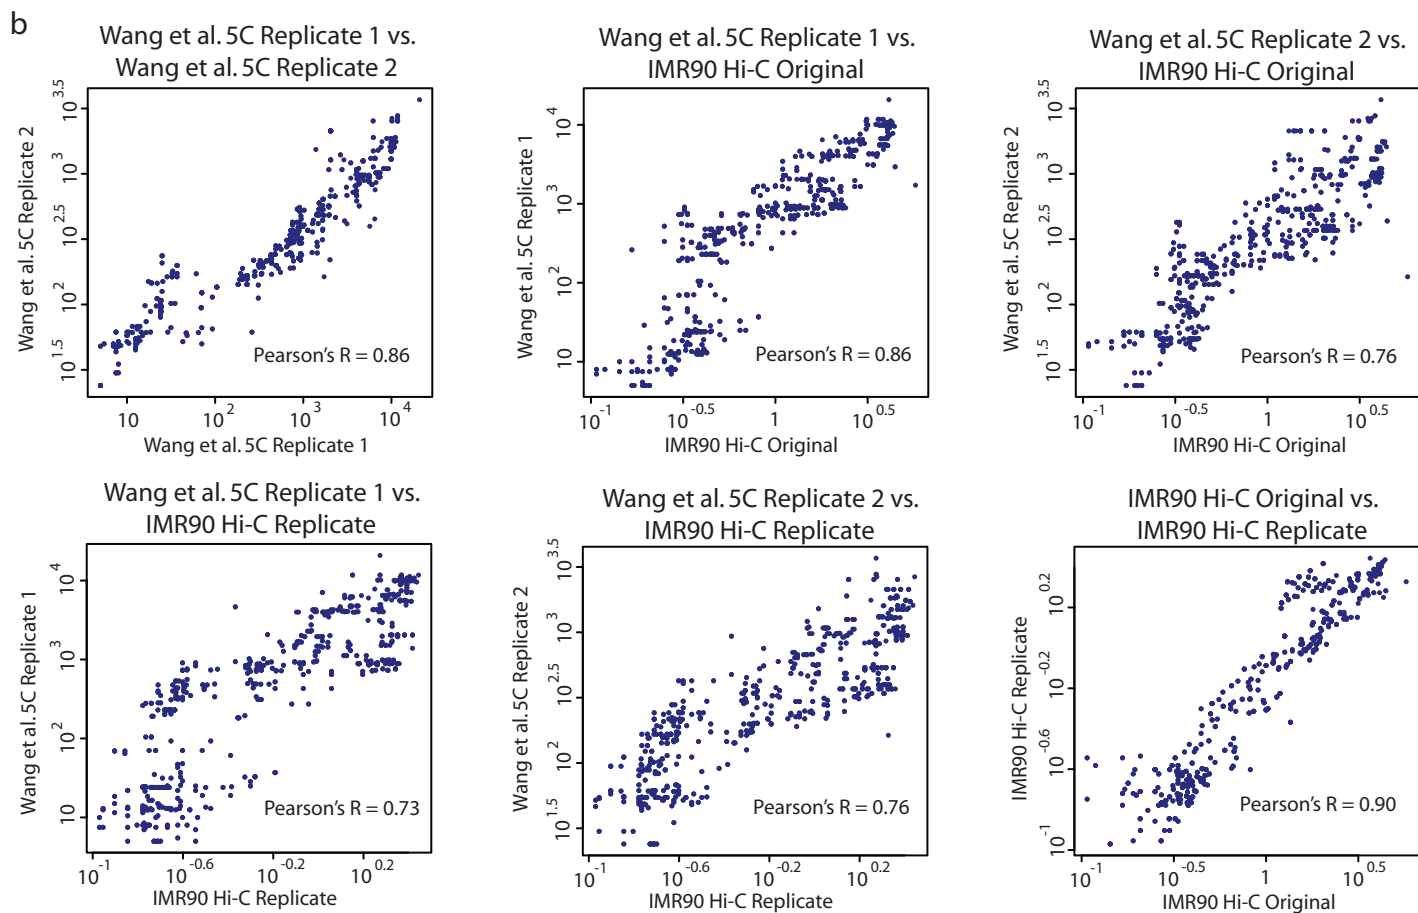 b
Wang et al. 5C Replicate 1 vs.
Wang et al. 5C Replicate 2
Wang et al. 5C Replicate 2
10^3.5
10^3
10^2.5
10^2
10^1.5
Pearson's R = 0.86
10
10^2
10^3
10^4
Wang et al. 5C Replicate 1
Wang et al. 5C Replicate 1 vs.
IMR90 Hi-C Original
Wang et al. 5C Replicate 1
10^4
10^3
10^2
10
Pearson's R = 0.86
10^-1
10^-0.5
1
10^0.5
IMR90 Hi-C Original
Wang et al. 5C Replicate 2 vs.
IMR90 Hi-C Original
Wang et al. 5C Replicate 2
10^3.5
10^3
10^2.5
10^2
10^1.5
Pearson's R = 0.76
10^-1
10^-0.5
1
10^0.5
IMR90 Hi-C Original
Wang et al. 5C Replicate 1 vs.
IMR90 Hi-C Replicate
Wang et al. 5C Replicate 1
10^4
10^3
10^2
10
Pearson's R = 0.73
10^-1
10^-0.6
10^-0.2
10^0.2
IMR90 Hi-C Replicate
Wang et al. 5C Replicate 2 vs.
IMR90 Hi-C Replicate
Wang et al. 5C Replicate 2
10^3.5
10^3
10^2.5
10^2
10^1.5
Pearson's R = 0.76
10^-1
10^-0.6
10^-0.2
10^0.2
IMR90 Hi-C Replicate
IMR90 Hi-C Original vs.
IMR90 Hi-C Replicate
IMR90 Hi-C Replicate
10^0.2
10^-0.2
10^-0.6
10^-1
Pearson's R = 0.90
10^-1
10^-0.5
1
10^0.5
IMR90 Hi-C Original